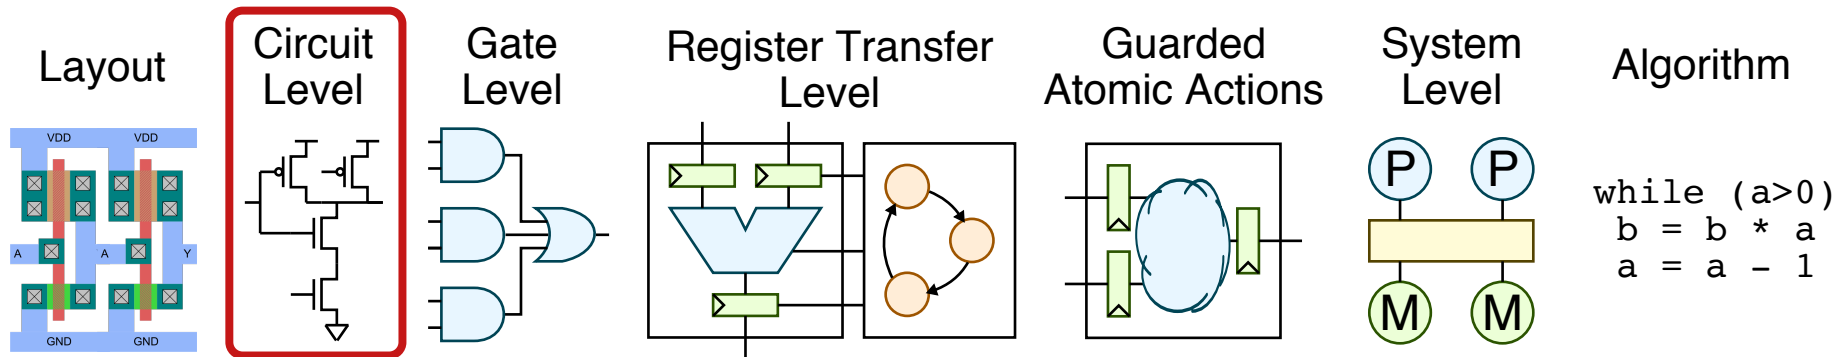 Layout
Circuit
Level
Gate
Level
Register Transfer
Level
Guarded
Atomic Actions
System
Level
Algorithm
VDD
VDD
A
A
Y
GND
GND
P
P
M
M
while (a>0)
b = b * a
a = a - 1